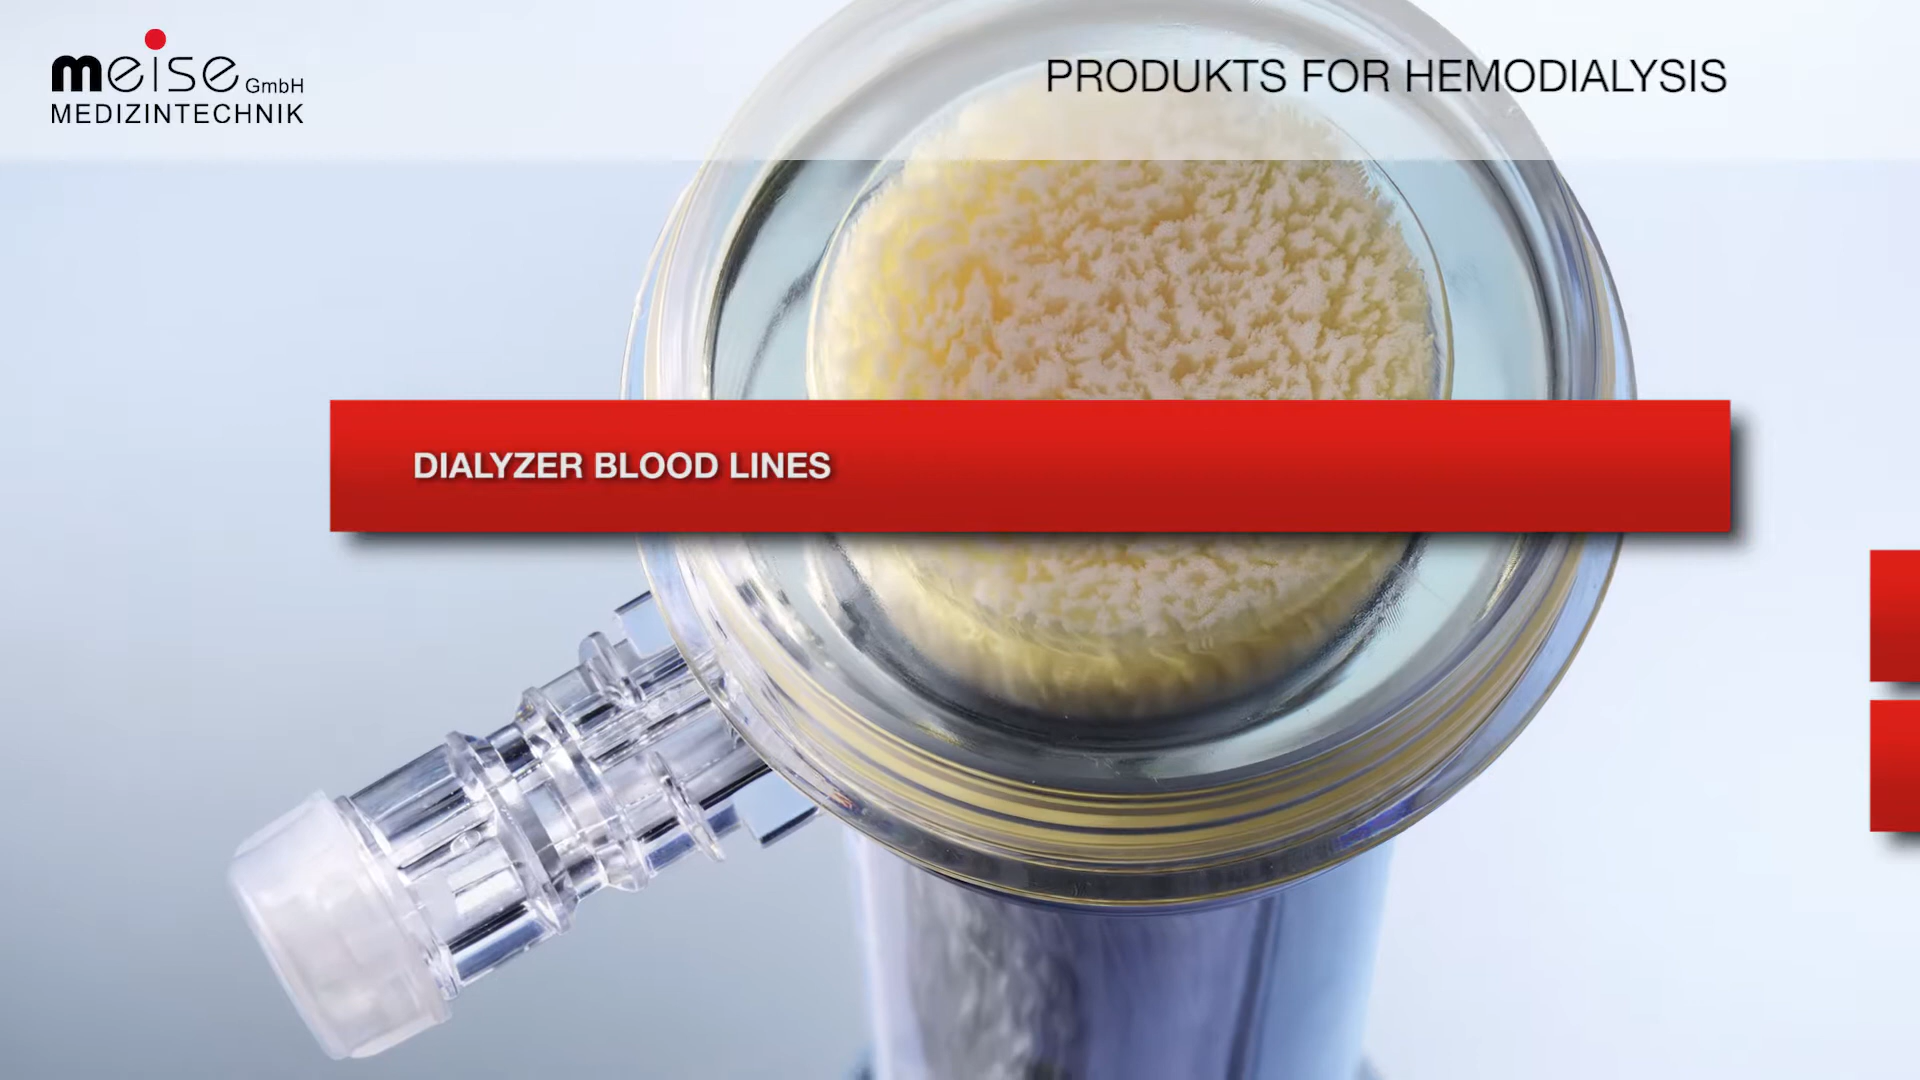 meise GmbH
MEDIZINTECHNIK
PRODUKTS FOR HEMODIALYSIS
DIALYZER BLOOD LINES